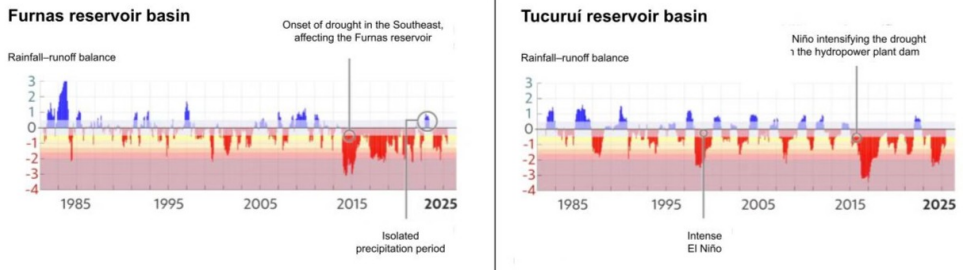 Furnas reservoir basin
Onset of drought in the Southeast,
affecting the Furnas reservoir
Rainfall–runoff balance
3
2
1
0
-1
-2
-3
-4
1985 1995 2005 2015 2025
Isolated
precipitation period
Tucuruí reservoir basin
Niño intensifying the drought
the hydropower plant dam
Rainfall–runoff balance
3
2
1
0
-1
-2
-3
-4
1985 1995 2005 2015 2025
Intense
El Niño